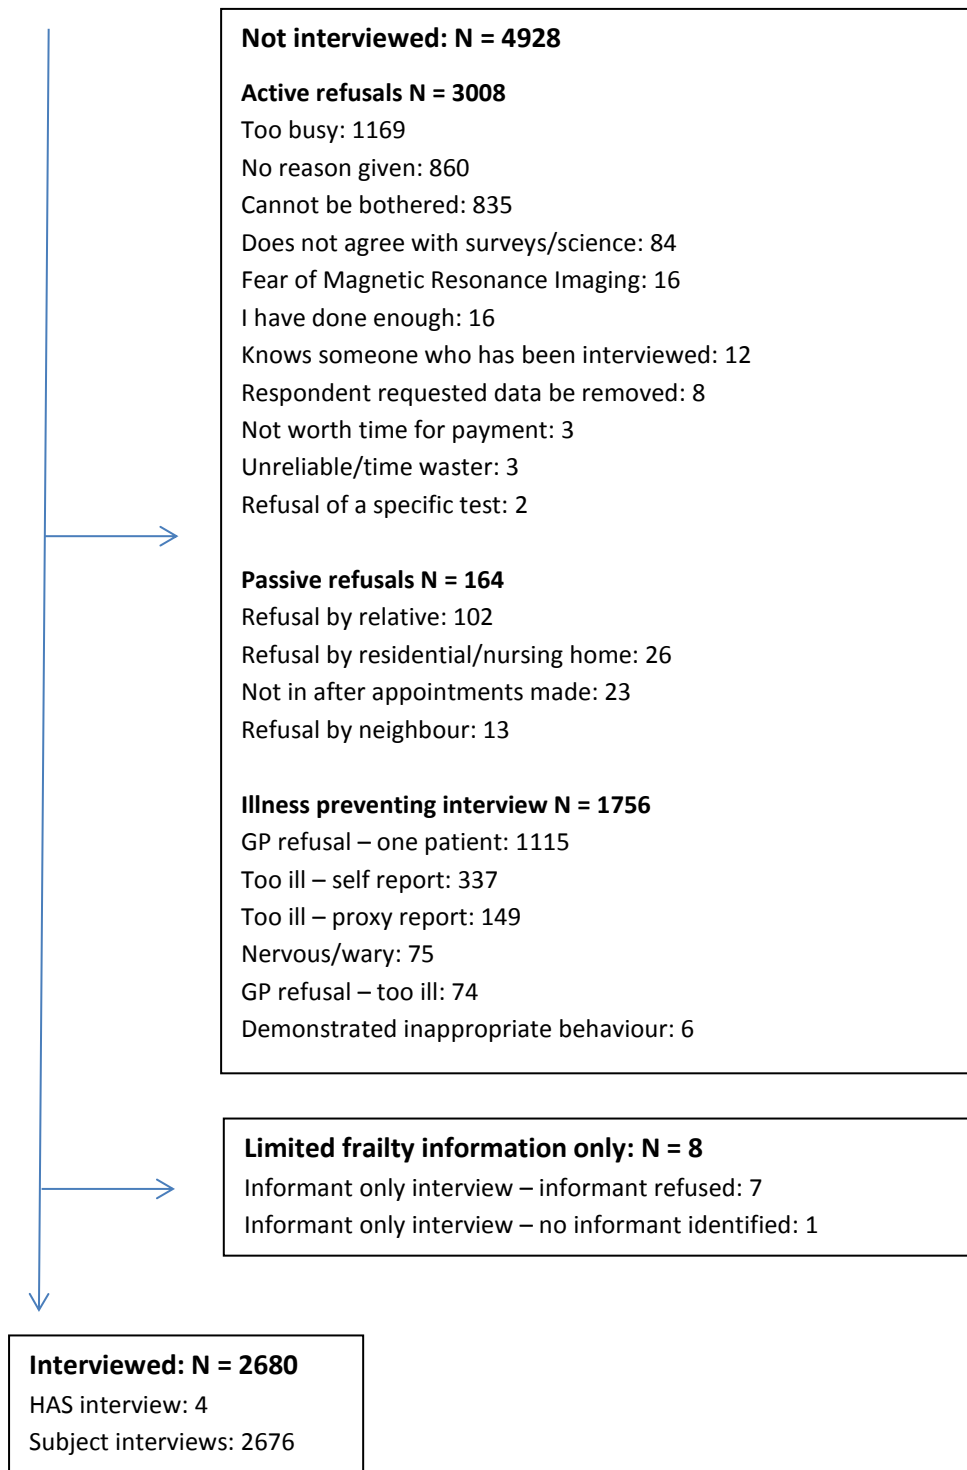 Not interviewed: N = 4928
Active refusals N = 3008
Too busy: 1169
No reason given: 860
Cannot be bothered: 835
Does not agree with surveys/science: 84
Fear of Magnetic Resonance Imaging: 16
I have done enough: 16
Knows someone who has been interviewed: 12
Respondent requested data be removed: 8
Not worth time for payment: 3
Unreliable/time waster: 3
Refusal of a specific test: 2
Passive refusals N = 164
Refusal by relative: 102
Refusal by residential/nursing home: 26
Not in after appointments made: 23
Refusal by neighbour: 13
Illness preventing interview N = 1756
GP refusal – one patient: 1115
Too ill – self report: 337
Too ill – proxy report: 149
Nervous/wary: 75
GP refusal – too ill: 74
Demonstrated inappropriate behaviour: 6
Limited frailty information only: N = 8
Informant only interview – informant refused: 7
Informant only interview – no informant identified: 1
Interviewed: N = 2680
HAS interview: 4
Subject interviews: 2676